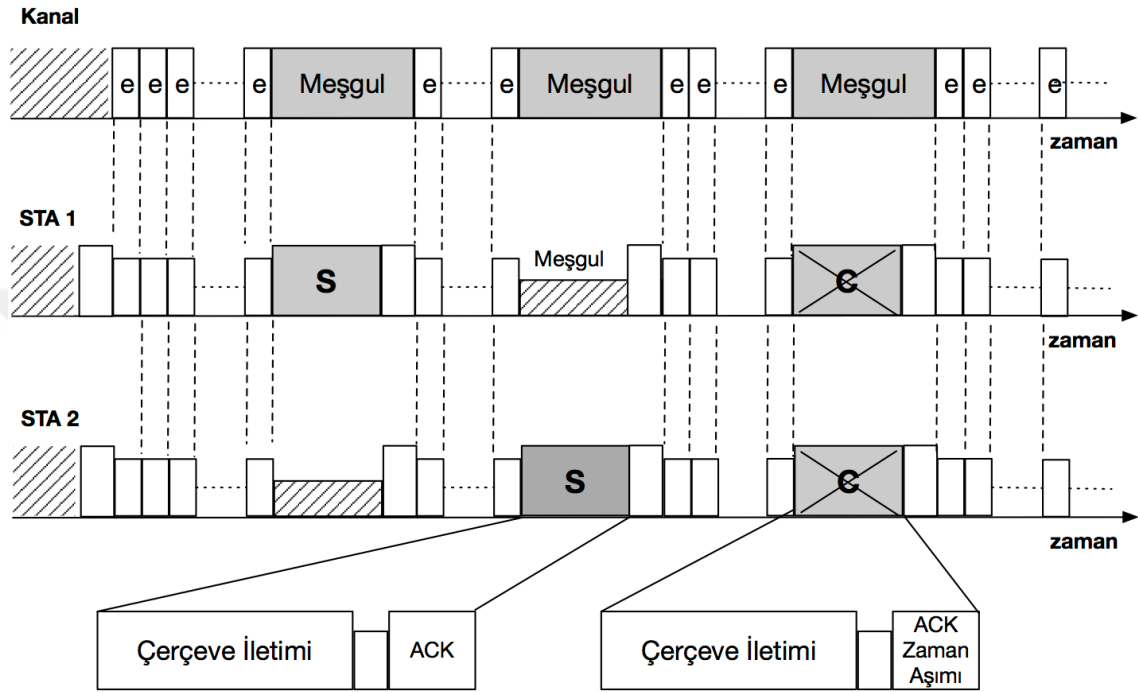 Kanal
e e e e Meşgul e e Meşgul e e e Meşgul e e e
zaman
STA 1
S Meşgul C
zaman
STA 2
S C
zaman
Çerçeve İletimi ACK Çerçeve İletimi ACK
Zaman
Aşımı